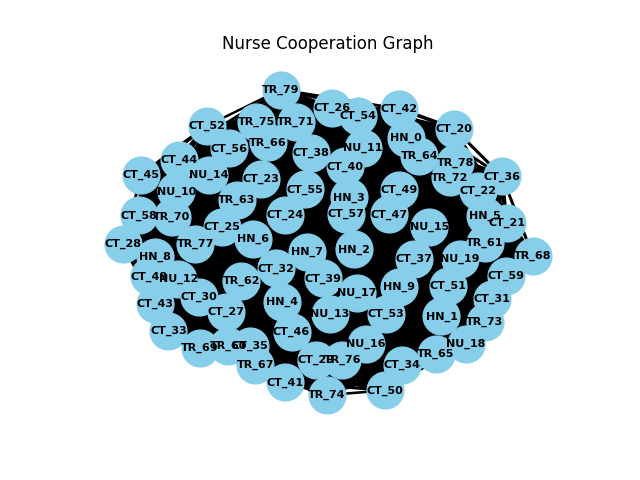 Nurse Cooperation Graph
TR_79
CT_26
CT_42
CT_54
CT_52
TR_75
TR_71
CT_20
HN_0
TR_66
CT_56
NU_11
CT_38
TR_64
CT_44
TR_78
CT_40
CT_45
NU_14
CT_23
TR_72
CT_36
NU_10
CT_55
CT_49
CT_22
HN_3
TR_63
CT_58
TR_70
CT_24
CT_57
CT_47
HN_5
CT_21
CT_25
NU_15
HN_6
CT_28
TR_77
TR_61
HN_7
HN_2
HN_8
CT_37
NU_19
TR_68
CT_32
NU_12
CT_59
TR_62
CT_39
HN_9
CT_51
NU_17
CT_30
CT_31
CT_43
HN_4
CT_27
NU_13
CT_53
HN_1
TR_73
CT_33
CT_46
NU_16
NU_18
CT_35
TR_65
TR_76
TR_67
CT_34
CT_41
CT_50
TR_74